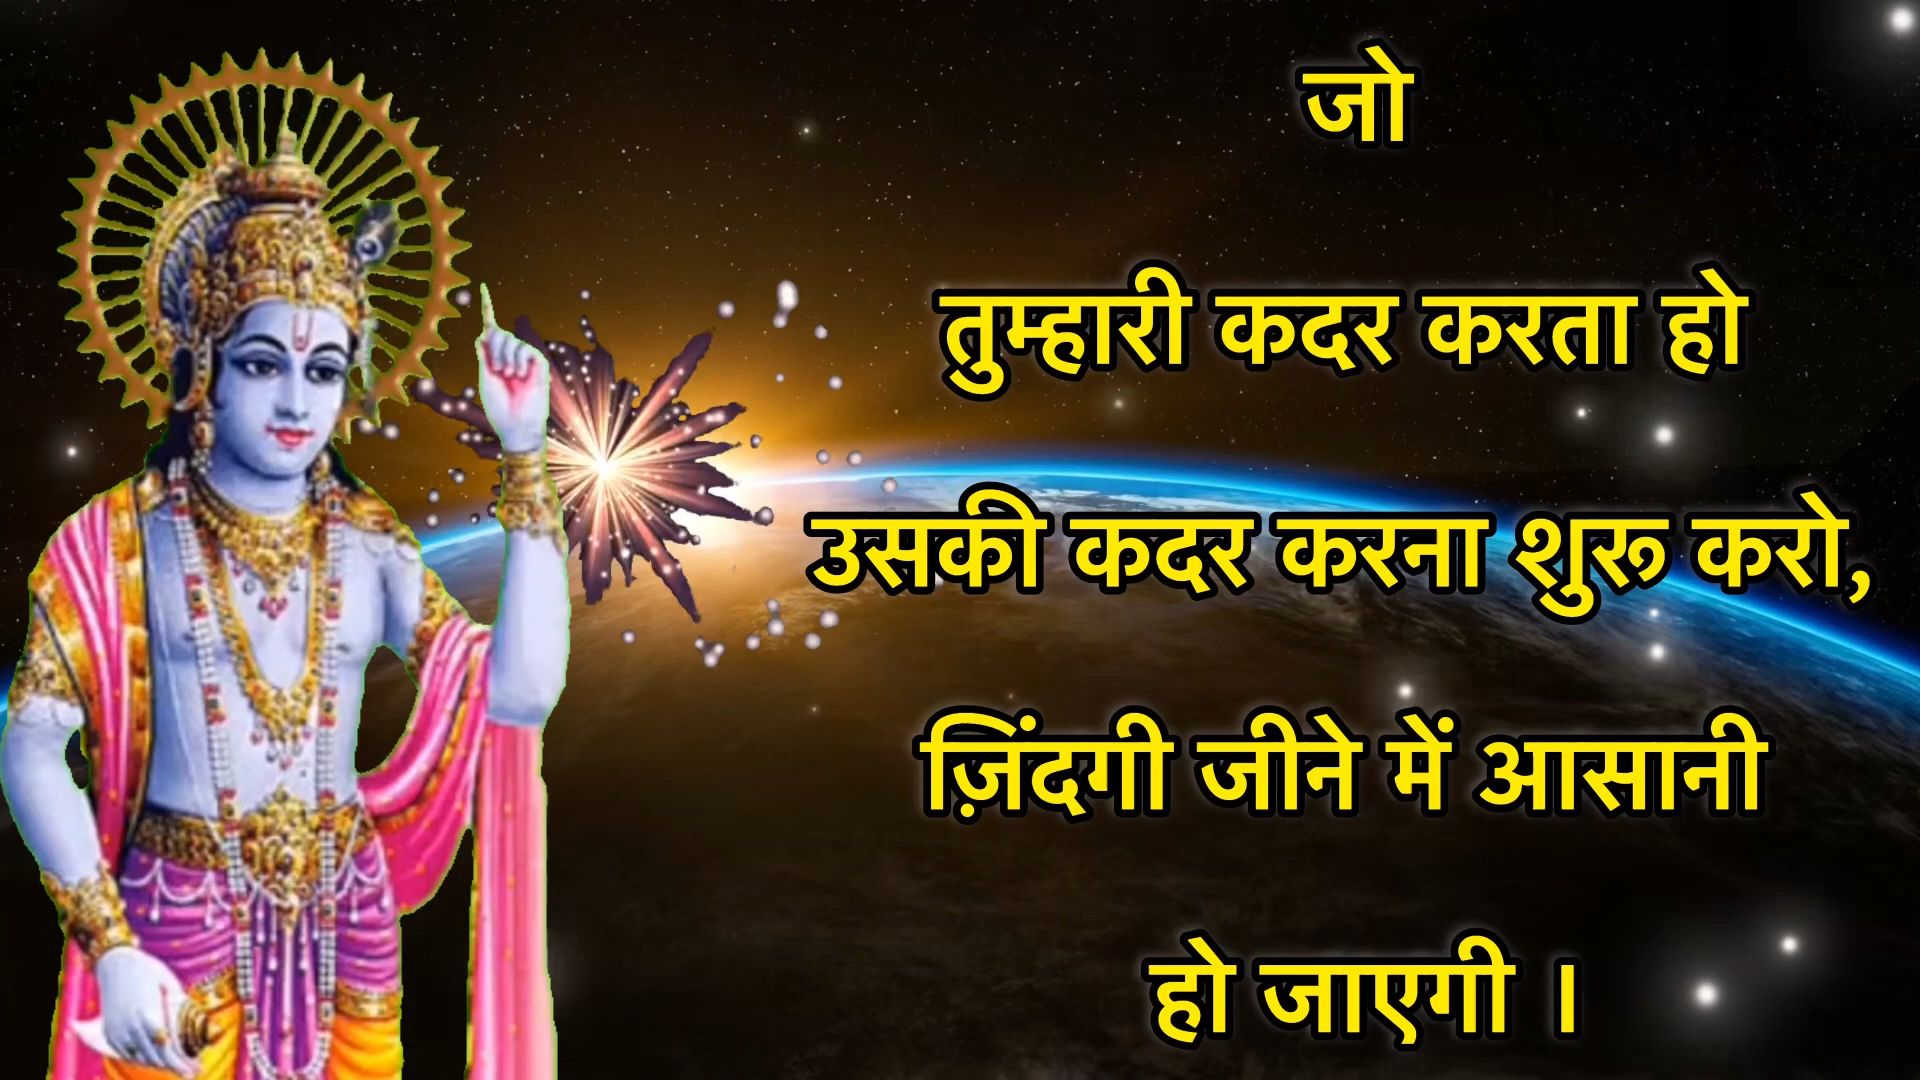 जो
तुम्हारी कदर करता हो
उसकी कदर करना शुरू करो,
ज़िंदगी जीने में आसानी
हो जाएगी ।